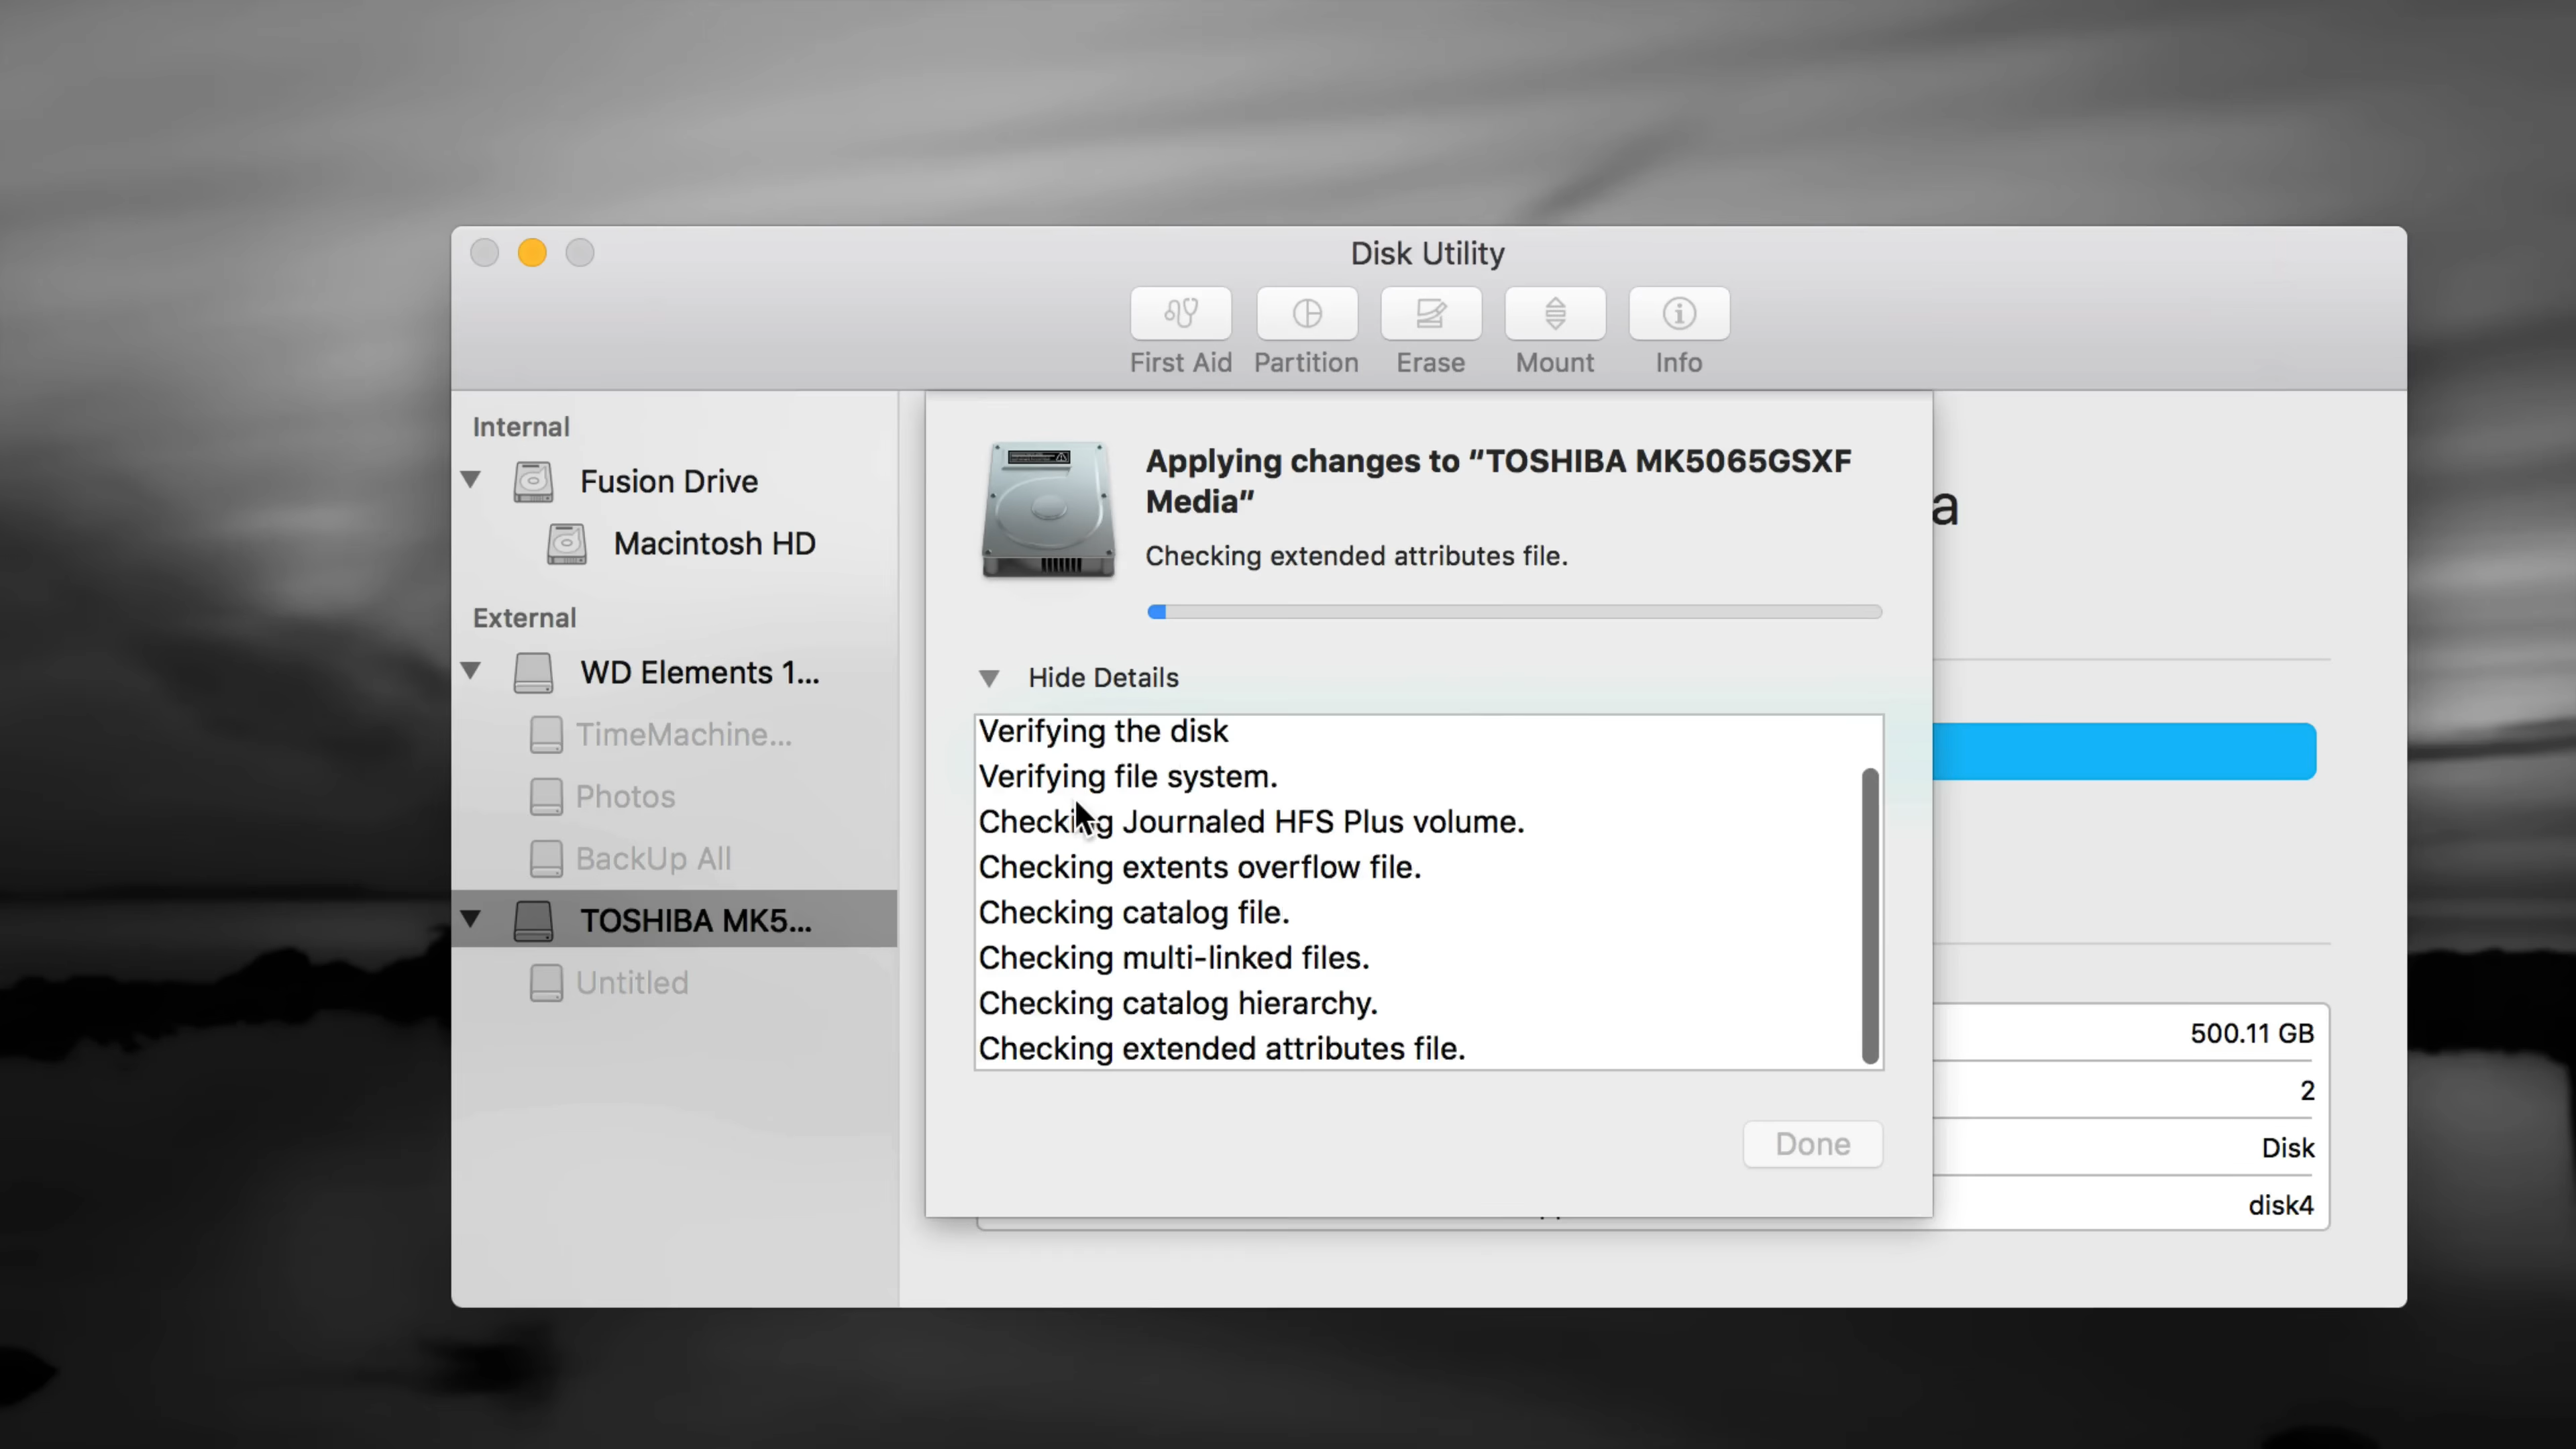 Disk Utility
First Aid
Partition
Erase
Mount
Info
Internal
Fusion Drive
Macintosh HD
External
WD Elements 1...
TimeMachine...
Photos
BackUp All
TOSHIBA MK5...
Untitled
Applying changes to “TOSHIBA MK5065GSXF
Media”
Checking extended attributes file.
Hide Details
Verifying the disk
Verifying file system.
Checking Journaled HFS Plus volume.
Checking extents overflow file.
Checking catalog file.
Checking multi-linked files.
Checking catalog hierarchy.
Checking extended attributes file.
Done
a
500.11 GB
2
Disk
disk4